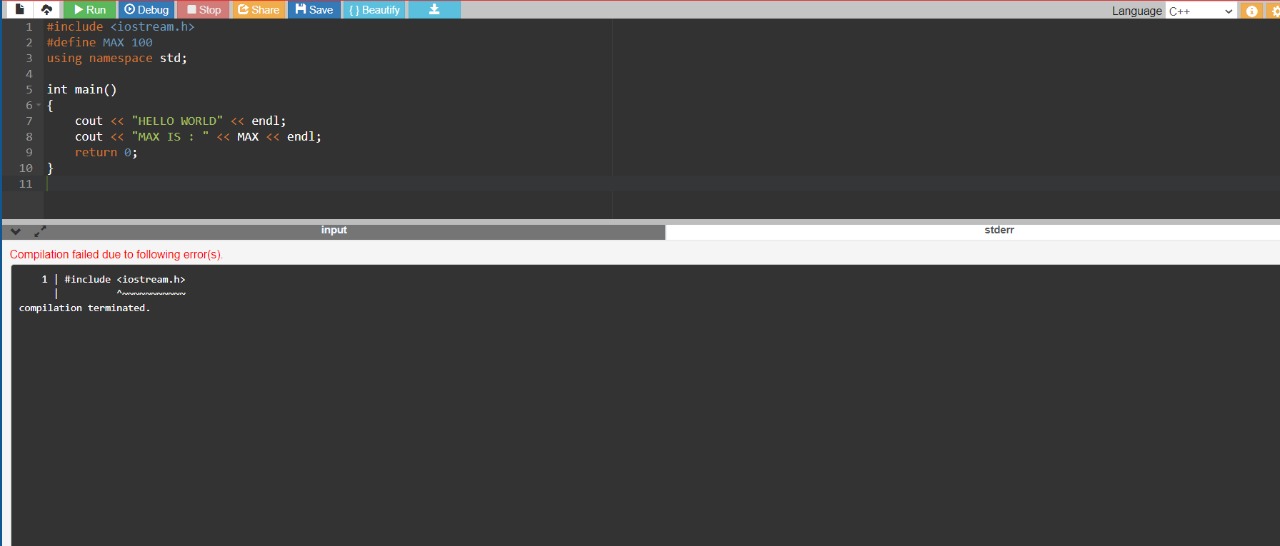 Run Debug Stop Share Save {} Beautify Language C++
1 #include <iostream.h>
2 #define MAX 100
3 using namespace std;
4
5 int main()
6 {
7 cout << "HELLO WORLD" << endl;
8 cout << "MAX IS : " << MAX << endl;
9 return 0;
10 }
11
input stderr
Compilation failed due to following error(s).
1 | #include <iostream.h>
| ^~~~~~~~~~~~
compilation terminated.